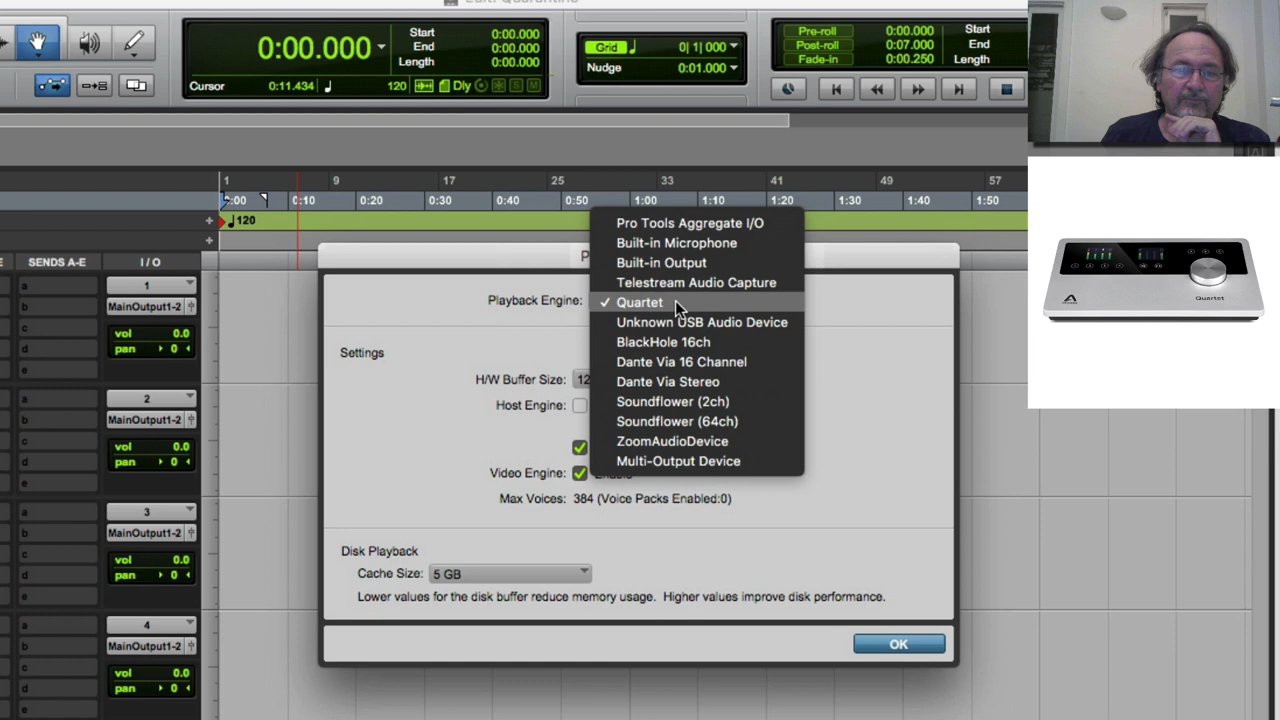 Edit: Quarantine
0:00.000
Start 0:00.000
End 0:00.000
Length 0:00.000
Cursor 0:11.434 120 Dly S M
Grid 0| 1| 000
Nudge 0:01.000
Pre-roll 0:00.000 Start
Post-roll 0:07.000 End
Fade-in 0:00.250 Length
1 9 17 25 33 41 49 57
0:10 0:20 0:30 0:40 0:50 1:00 1:10 1:20 1:30 1:40 1:50
120
E SENDS A-E I / O
a 1
b MainOutput1-2
c vol 0.0
d pan 0
e
a 2
b MainOutput1-2
c vol 0.0
d pan 0
e
a 3
b MainOutput1-2
c vol 0.0
d pan 0
e
a 4
b MainOutput1-2
c vol 0.0
d pan 0
e
P
Playback Engine:
Pro Tools Aggregate I/O
Built-in Microphone
Built-in Output
Telestream Audio Capture
✓ Quartet
Unknown USB Audio Device
BlackHole 16ch
Dante Via 16 Channel
Dante Via Stereo
Soundflower (2ch)
Soundflower (64ch)
ZoomAudioDevice
Multi-Output Device
Settings
H/W Buffer Size: 12
Host Engine:
Video Engine: Enable
Max Voices: 384 (Voice Packs Enabled:0)
Disk Playback
Cache Size: 5 GB
Lower values for the disk buffer reduce memory usage. Higher values improve disk performance.
OK
Quartet